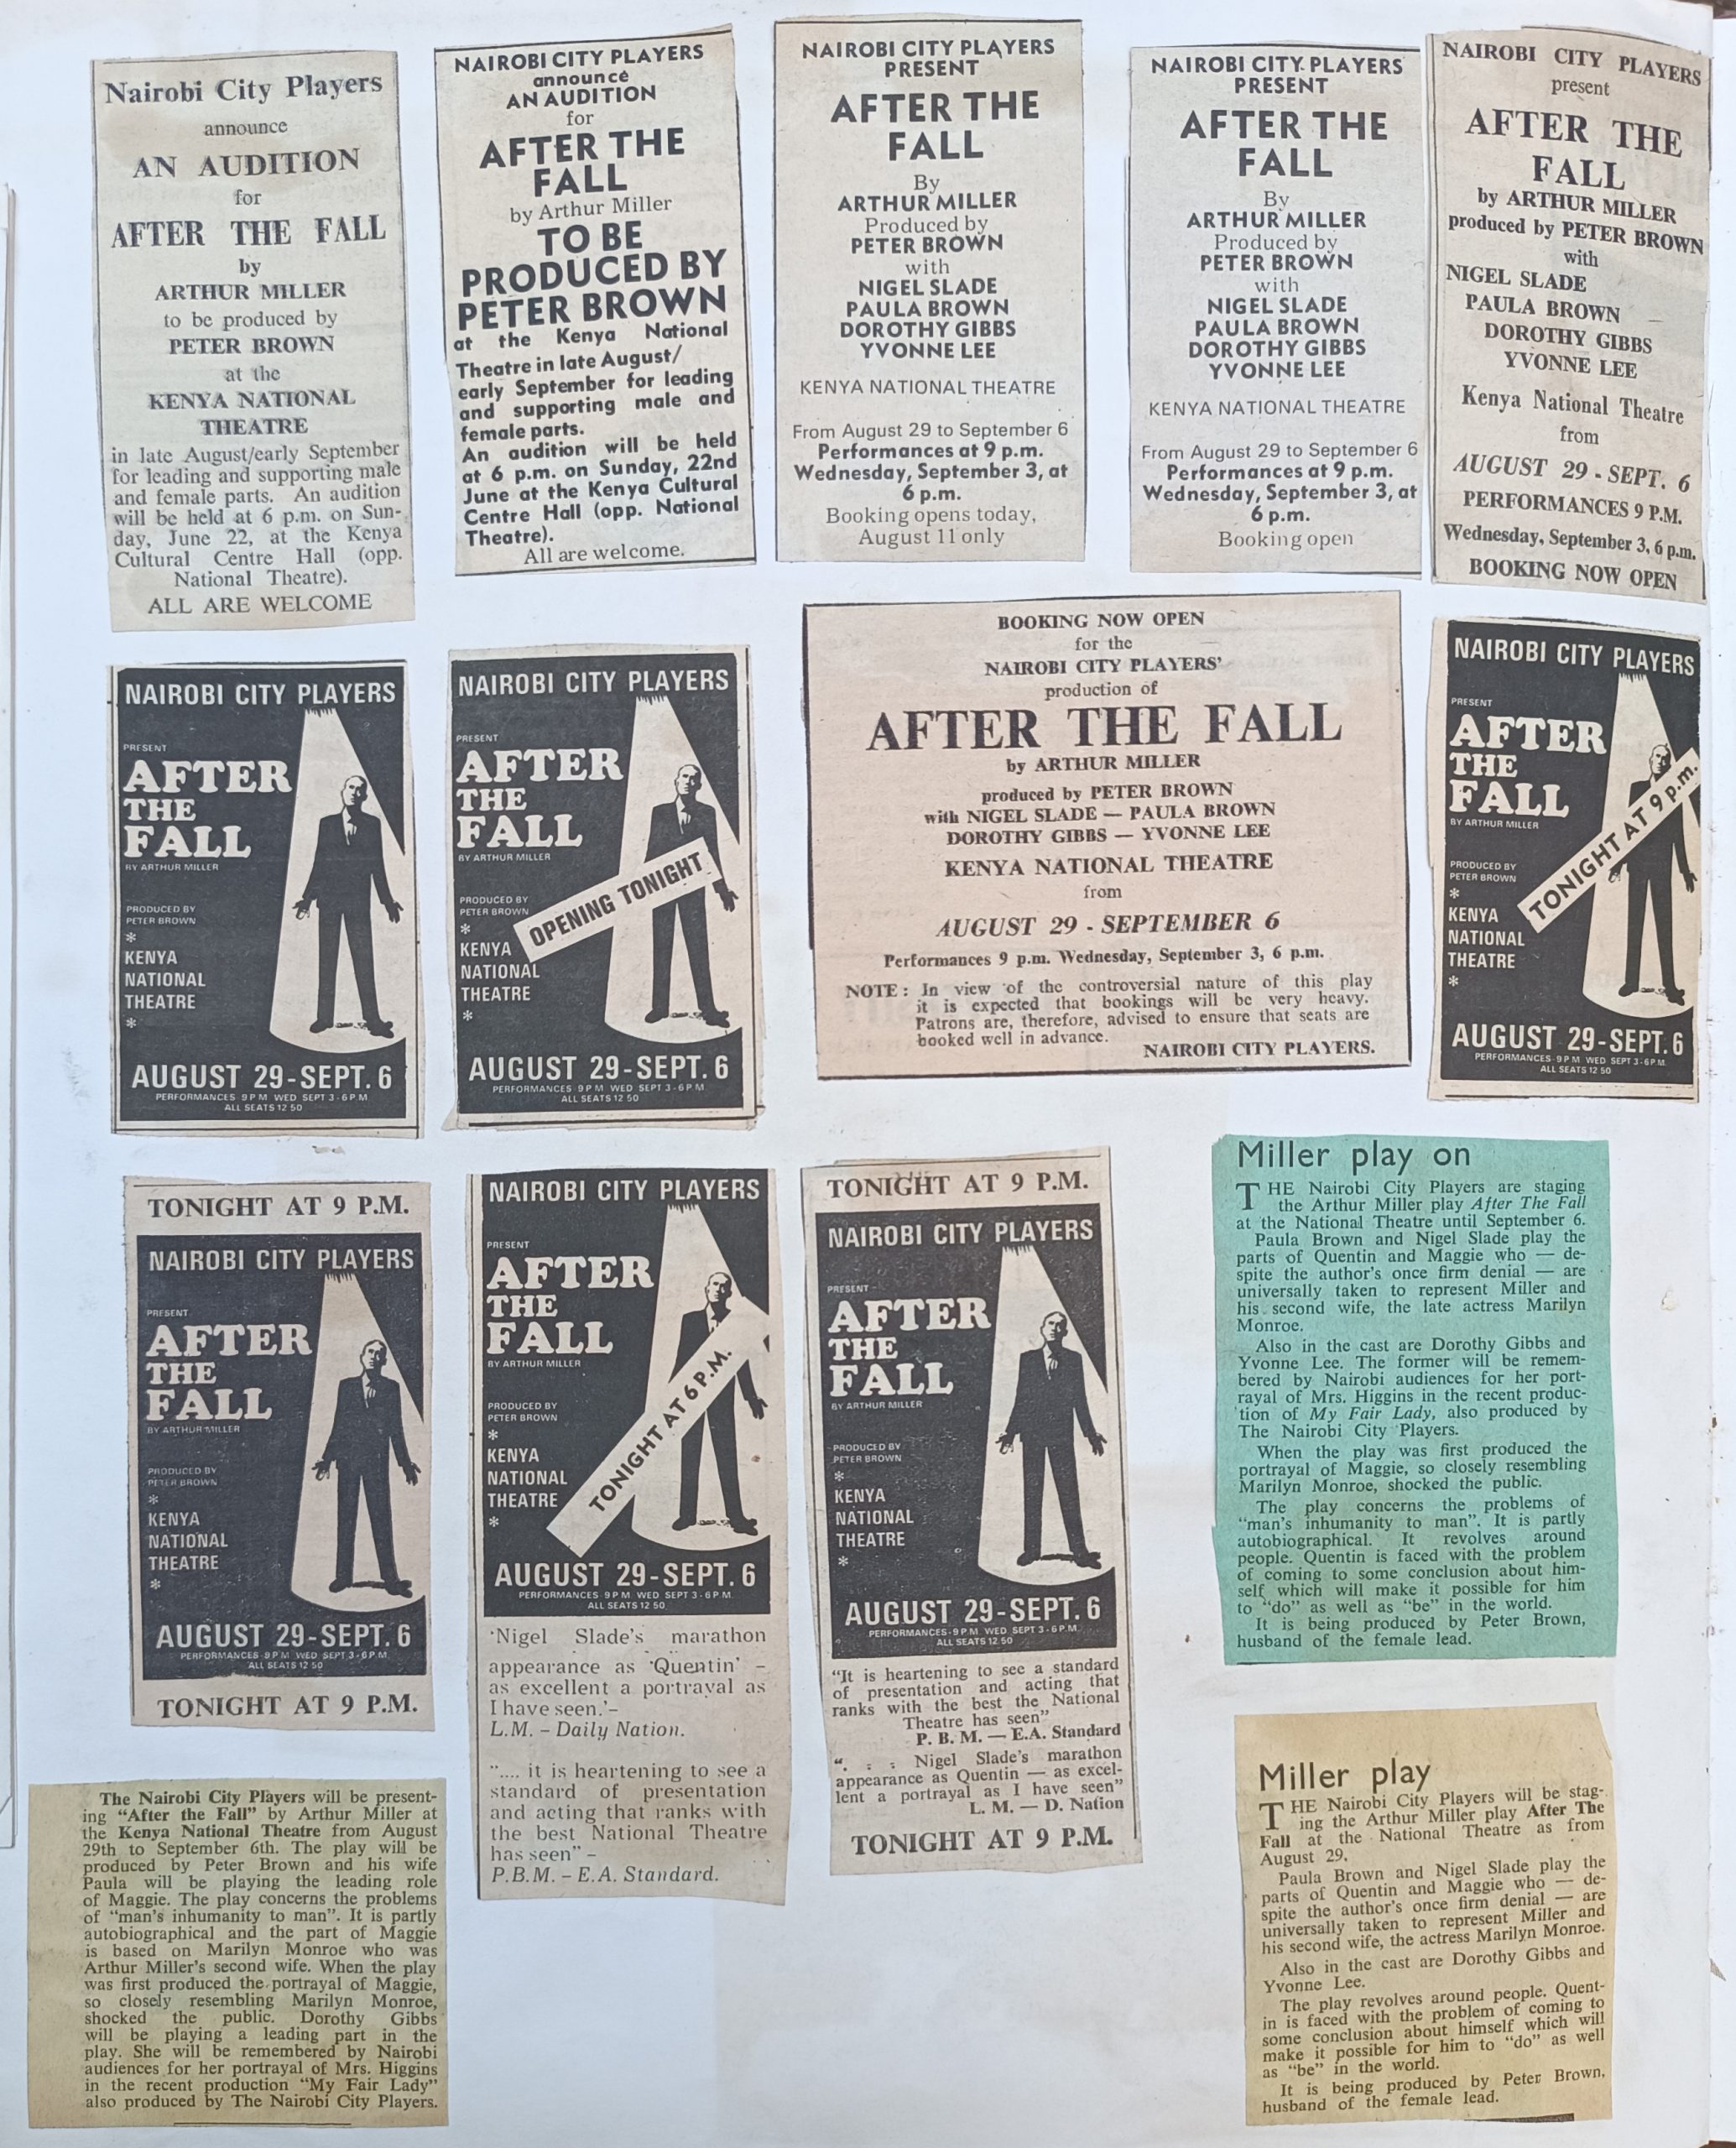 Nairobi City Players
announce
AN AUDITION
for
AFTER THE FALL
by
ARTHUR MILLER
to be produced by
PETER BROWN
at the
KENYA NATIONAL
THEATRE
in late August/early September
for leading and supporting male
and female parts. An audition
will be held at 6 p.m. on Sun-
day, June 22, at the Kenya
Cultural Centre Hall (opp.
National Theatre).
ALL ARE WELCOME
NAIROBI CITY PLAYERS
announce
AN AUDITION
for
AFTER THE
FALL
by Arthur Miller
TO BE
PRODUCED BY
PETER BROWN
at the Kenya National
Theatre in late August/
early September for leading
and supporting male and
female parts.
An audition will be held
at 6 p.m. on Sunday, 22nd
June at the Kenya Cultural
Centre Hall (opp. National
Theatre).
All are welcome.
NAIROBI CITY PLAYERS
PRESENT
AFTER THE
FALL
By
ARTHUR MILLER
Produced by
PETER BROWN
with
NIGEL SLADE
PAULA BROWN
DOROTHY GIBBS
YVONNE LEE
KENYA NATIONAL THEATRE
From August 29 to September 6
Performances at 9 p.m.
Wednesday, September 3, at
6 p.m.
Booking opens today,
August 11 only
NAIROBI CITY PLAYERS
PRESENT
AFTER THE
FALL
By
ARTHUR MILLER
Produced by
PETER BROWN
with
NIGEL SLADE
PAULA BROWN
DOROTHY GIBBS
YVONNE LEE
KENYA NATIONAL THEATRE
From August 29 to September 6
Performances at 9 p.m.
Wednesday, September 3, at
6 p.m.
Booking open
NAIROBI CITY PLAYERS
present
AFTER THE
FALL
by ARTHUR MILLER
produced by PETER BROWN
with
NIGEL SLADE
PAULA BROWN
DOROTHY GIBBS
YVONNE LEE
Kenya National Theatre
from
AUGUST 29 - SEPT. 6
PERFORMANCES 9 P.M.
Wednesday, September 3, 6 p.m.
BOOKING NOW OPEN
NAIROBI CITY PLAYERS
PRESENT
AFTER
THE
FALL
BY ARTHUR MILLER
PRODUCED BY
PETER BROWN
*
KENYA
NATIONAL
THEATRE
*
AUGUST 29-SEPT. 6
PERFORMANCES 9 P M WED SEPT 3-6 P M
ALL SEATS 12 50
NAIROBI CITY PLAYERS
PRESENT
AFTER
THE
FALL
BY ARTHUR MILLER
OPENING TONIGHT
PRODUCED BY
PETER BROWN
*
KENYA
NATIONAL
THEATRE
*
AUGUST 29-SEPT. 6
PERFORMANCES 9 P M WED SEPT 3-6 P M
ALL SEATS 12 50
BOOKING NOW OPEN
for the
NAIROBI CITY PLAYERS'
production of
AFTER THE FALL
by ARTHUR MILLER
produced by PETER BROWN
with NIGEL SLADE — PAULA BROWN
DOROTHY GIBBS — YVONNE LEE
KENYA NATIONAL THEATRE
from
AUGUST 29 - SEPTEMBER 6
Performances 9 p.m. Wednesday, September 3, 6 p.m.
NOTE: In view of the controversial nature of this play
it is expected that bookings will be very heavy.
Patrons are, therefore, advised to ensure that seats are
booked well in advance.
NAIROBI CITY PLAYERS.
NAIROBI CITY PLAYERS
PRESENT
AFTER
THE
FALL
BY ARTHUR MILLER
TONIGHT AT 9 p.m.
PRODUCED BY
PETER BROWN
*
KENYA
NATIONAL
THEATRE
*
AUGUST 29-SEPT. 6
PERFORMANCES 9 P M WED SEPT 3-6 P M
ALL SEATS 12 50
TONIGHT AT 9 P.M.
NAIROBI CITY PLAYERS
PRESENT
AFTER
THE
FALL
BY ARTHUR MILLER
PRODUCED BY
PETER BROWN
*
KENYA
NATIONAL
THEATRE
*
AUGUST 29-SEPT. 6
PERFORMANCES 9 P M WED SEPT 3-6 P M
ALL SEATS 12 50
TONIGHT AT 9 P.M.
NAIROBI CITY PLAYERS
PRESENT
AFTER
THE
FALL
BY ARTHUR MILLER
TONIGHT AT 6 P.M.
PRODUCED BY
PETER BROWN
*
KENYA
NATIONAL
THEATRE
*
AUGUST 29-SEPT. 6
PERFORMANCES 9 P M WED SEPT 3-6 P M
ALL SEATS 12 50
'Nigel Slade's marathon
appearance as 'Quentin' –
as excellent a portrayal as
I have seen.'–
L.M. – Daily Nation.
".... it is heartening to see a
standard of presentation
and acting that ranks with
the best National Theatre
has seen" –
P.B.M. – E.A. Standard.
TONIGHT AT 9 P.M.
NAIROBI CITY PLAYERS
PRESENT
AFTER
THE
FALL
BY ARTHUR MILLER
PRODUCED BY
PETER BROWN
*
KENYA
NATIONAL
THEATRE
*
AUGUST 29-SEPT. 6
PERFORMANCES 9 P M WED SEPT 3-6 P M
ALL SEATS 12 50
"It is heartening to see a standard
of presentation and acting that
ranks with the best the National
Theatre has seen"
P. B. M. — E.A. Standard
". . . Nigel Slade's marathon
appearance as Quentin — as excel-
lent a portrayal as I have seen"
L. M. — D. Nation
TONIGHT AT 9 P.M.
Miller play on
THE Nairobi City Players are staging
the Arthur Miller play After The Fall
at the National Theatre until September 6.
Paula Brown and Nigel Slade play the
parts of Quentin and Maggie who — de-
spite the author's once firm denial — are
universally taken to represent Miller and
his second wife, the late actress Marilyn
Monroe.
Also in the cast are Dorothy Gibbs and
Yvonne Lee. The former will be remem-
bered by Nairobi audiences for her port-
rayal of Mrs. Higgins in the recent produc-
tion of My Fair Lady, also produced by
The Nairobi City Players.
When the play was first produced the
portrayal of Maggie, so closely resembling
Marilyn Monroe, shocked the public.
The play concerns the problems of
"man's inhumanity to man". It is partly
autobiographical. It revolves around
people. Quentin is faced with the problem
of coming to some conclusion about him-
self which will make it possible for him
to "do" as well as "be" in the world.
It is being produced by Peter Brown,
husband of the female lead.
The Nairobi City Players will be present-
ing "After the Fall" by Arthur Miller at
the Kenya National Theatre from August
29th to September 6th. The play will be
produced by Peter Brown and his wife
Paula will be playing the leading role
of Maggie. The play concerns the problems
of "man's inhumanity to man". It is partly
autobiographical and the part of Maggie
is based on Marilyn Monroe who was
Arthur Miller's second wife. When the play
was first produced the portrayal of Maggie,
so closely resembling Marilyn Monroe,
shocked the public. Dorothy Gibbs
will be playing a leading part in the
play. She will be remembered by Nairobi
audiences for her portrayal of Mrs. Higgins
in the recent production "My Fair Lady"
also produced by The Nairobi City Players.
Miller play
THE Nairobi City Players will be stag-
ing the Arthur Miller play After The
Fall at the National Theatre as from
August 29.
Paula Brown and Nigel Slade play the
parts of Quentin and Maggie who — de-
spite the author's once firm denial — are
universally taken to represent Miller and
his second wife, the actress Marilyn Monroe.
Also in the cast are Dorothy Gibbs and
Yvonne Lee.
The play revolves around people. Quent-
in is faced with the problem of coming to
some conclusion about himself which will
make it possible for him to "do" as well
as "be" in the world.
It is being produced by Peter Brown,
husband of the female lead.